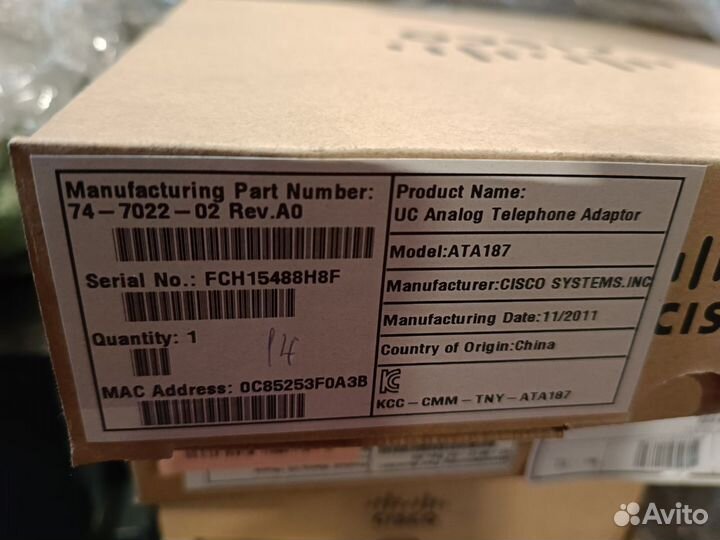 Manufacturing Part Number:
74-7022-02 Rev.A0
Serial No.: FCH15488H8F
Quantity: 1
14
MAC Address: 0C85253F0A3B
Product Name:
UC Analog Telephone Adaptor
Model:ATA187
Manufacturer:CISCO SYSTEMS.INC
Manufacturing Date:11/2011
Country of Origin:China
KCC-CMM-TNY-ATA187
CIS
CISCO
Avito